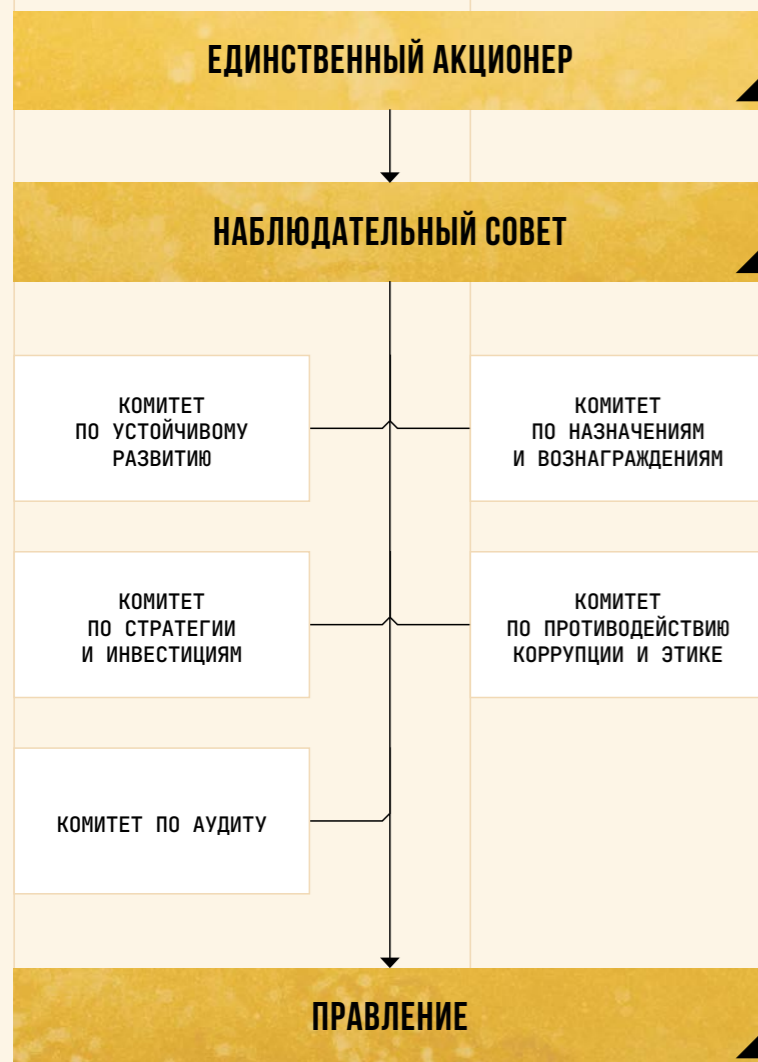 ЕДИНСТВЕННЫЙ АКЦИОНЕР
НАБЛЮДАТЕЛЬНЫЙ СОВЕТ
КОМИТЕТ
ПО УСТОЙЧИВОМУ
РАЗВИТИЮ
КОМИТЕТ
ПО НАЗНАЧЕНИЯМ
И ВОЗНАГРАЖДЕНИЯМ
КОМИТЕТ
ПО СТРАТЕГИИ
И ИНВЕСТИЦИЯМ
КОМИТЕТ
ПО ПРОТИВОДЕЙСТВИЮ
КОРРУПЦИИ И ЭТИКЕ
КОМИТЕТ ПО АУДИТУ
ПРАВЛЕНИЕ